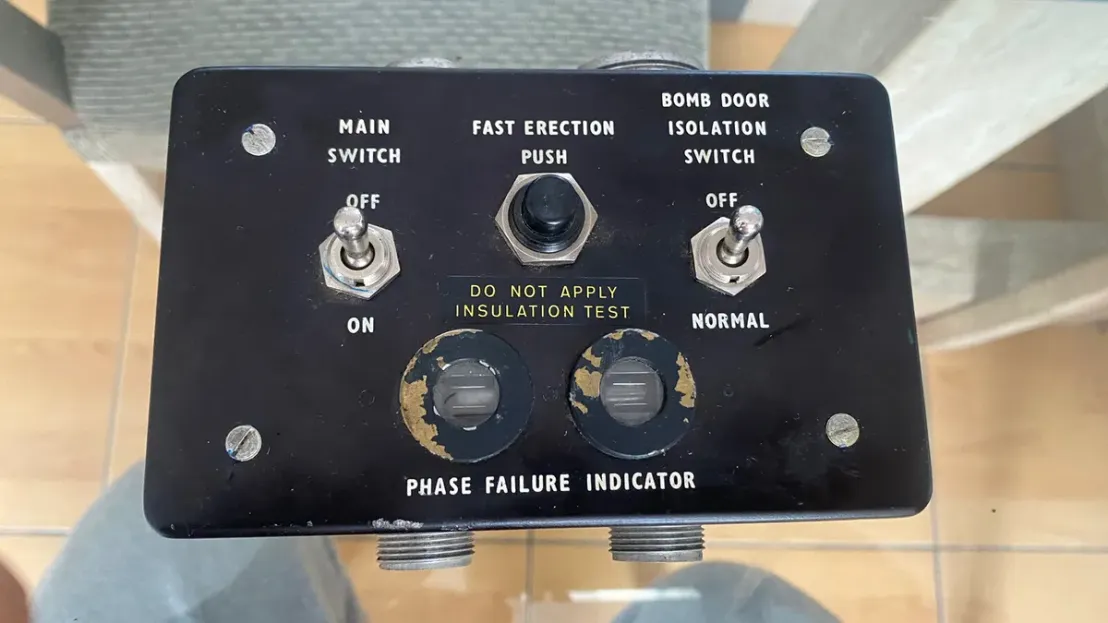 MAIN
SWITCH
OFF
ON
FAST ERECTION
PUSH
BOMB DOOR
ISOLATION
SWITCH
OFF
NORMAL
DO NOT APPLY
INSULATION TEST
PHASE FAILURE INDICATOR